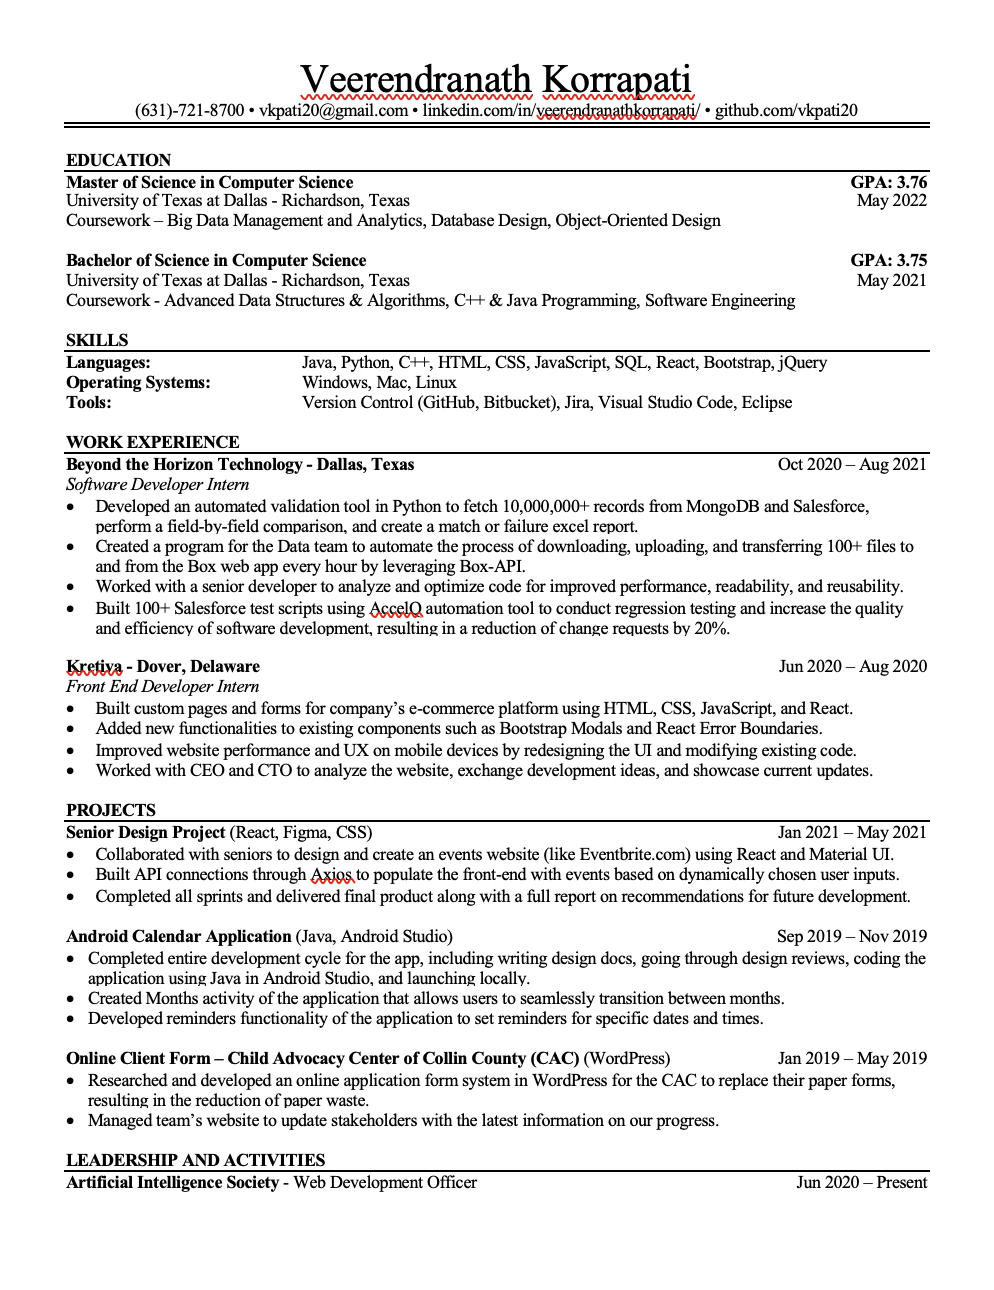 Veerendranath Korrapati
(631)-721-8700 • vkpati20@gmail.com • linkedin.com/in/veerendranathkorrapati/ • github.com/vkpati20
EDUCATION
Master of Science in Computer Science GPA: 3.76
University of Texas at Dallas - Richardson, Texas May 2022
Coursework – Big Data Management and Analytics, Database Design, Object-Oriented Design
Bachelor of Science in Computer Science GPA: 3.75
University of Texas at Dallas - Richardson, Texas May 2021
Coursework - Advanced Data Structures & Algorithms, C++ & Java Programming, Software Engineering
SKILLS
Languages: Java, Python, C++, HTML, CSS, JavaScript, SQL, React, Bootstrap, jQuery
Operating Systems: Windows, Mac, Linux
Tools: Version Control (GitHub, Bitbucket), Jira, Visual Studio Code, Eclipse
WORK EXPERIENCE
Beyond the Horizon Technology - Dallas, Texas Oct 2020 – Aug 2021
Software Developer Intern
• Developed an automated validation tool in Python to fetch 10,000,000+ records from MongoDB and Salesforce,
perform a field-by-field comparison, and create a match or failure excel report.
• Created a program for the Data team to automate the process of downloading, uploading, and transferring 100+ files to
and from the Box web app every hour by leveraging Box-API.
• Worked with a senior developer to analyze and optimize code for improved performance, readability, and reusability.
• Built 100+ Salesforce test scripts using AccelQ automation tool to conduct regression testing and increase the quality
and efficiency of software development, resulting in a reduction of change requests by 20%.
Kretiva - Dover, Delaware Jun 2020 – Aug 2020
Front End Developer Intern
• Built custom pages and forms for company’s e-commerce platform using HTML, CSS, JavaScript, and React.
• Added new functionalities to existing components such as Bootstrap Modals and React Error Boundaries.
• Improved website performance and UX on mobile devices by redesigning the UI and modifying existing code.
• Worked with CEO and CTO to analyze the website, exchange development ideas, and showcase current updates.
PROJECTS
Senior Design Project (React, Figma, CSS) Jan 2021 – May 2021
• Collaborated with seniors to design and create an events website (like Eventbrite.com) using React and Material UI.
• Built API connections through Axios to populate the front-end with events based on dynamically chosen user inputs.
• Completed all sprints and delivered final product along with a full report on recommendations for future development.
Android Calendar Application (Java, Android Studio) Sep 2019 – Nov 2019
• Completed entire development cycle for the app, including writing design docs, going through design reviews, coding the
application using Java in Android Studio, and launching locally.
• Created Months activity of the application that allows users to seamlessly transition between months.
• Developed reminders functionality of the application to set reminders for specific dates and times.
Online Client Form – Child Advocacy Center of Collin County (CAC) (WordPress) Jan 2019 – May 2019
• Researched and developed an online application form system in WordPress for the CAC to replace their paper forms,
resulting in the reduction of paper waste.
• Managed team’s website to update stakeholders with the latest information on our progress.
LEADERSHIP AND ACTIVITIES
Artificial Intelligence Society - Web Development Officer Jun 2020 – Present